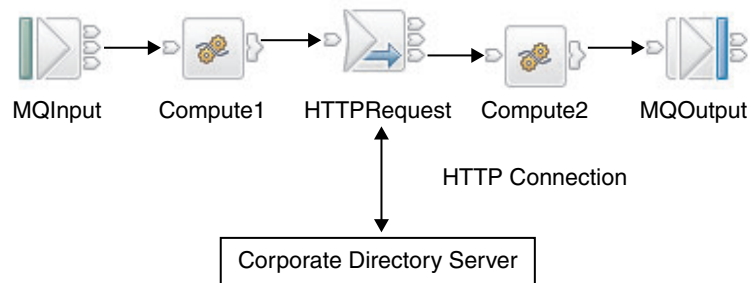 MQInput
Compute1
HTTPRequest
Compute2
MQOutput
HTTP Connection
Corporate Directory Server